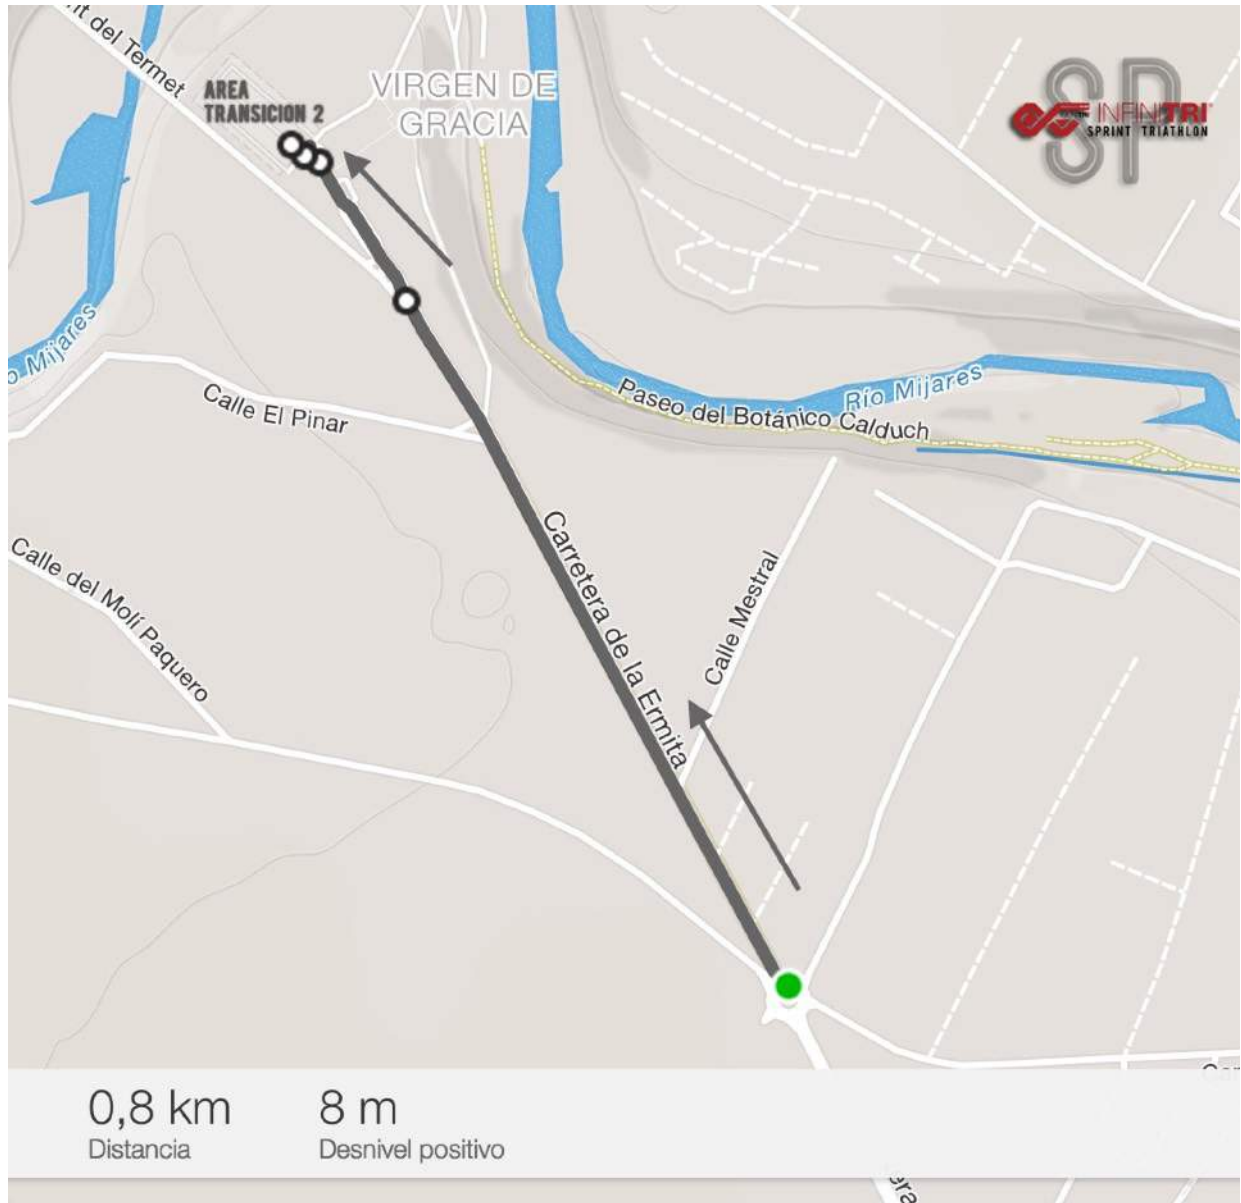 nt del Termet
AREA
TRANSICION 2
VIRGEN DE
GRACIA
SP
INFINITRI
SPRINT TRIATHLON
o Mijares
Calle El Pinar
Paseo del Botánico Calduch
Río Mijares
Calle del Molí Paquero
Carretera de la Ermita
Calle Mestral
0,8 km
Distancia
8 m
Desnivel positivo